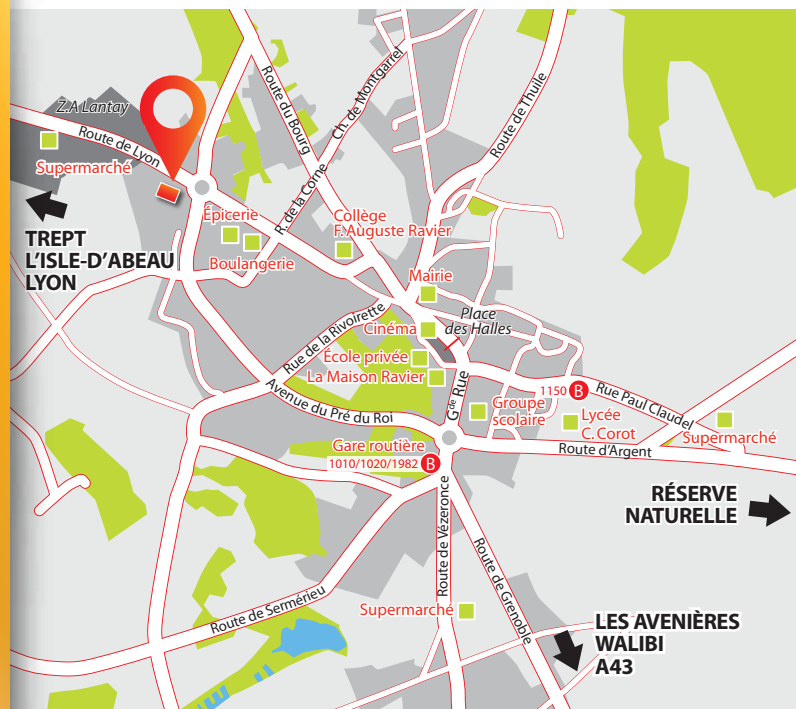 Z.A Lantay
Route de Lyon
Supermarché
TREPT
L'ISLE-D'ABEAU
LYON
Épicerie
Boulangerie
Route du Bourg
Ch. de Montgarrel
R. de la Corne
Collège
F. Auguste Ravier
Route de Thuile
Mairie
Place
des Halles
Cinéma
Rue de la Rivoirette
École privée
La Maison Ravier
Avenue du Pré du Roi
Gde Rue
1150 B
Rue Paul Claudel
Groupe
scolaire
Lycée
C. Corot
Supermarché
Route d'Argent
Gare routière
1010/1020/1982 B
RÉSERVE
NATURELLE
Route de Vézeronce
Route de Grenoble
Route de Sermérieu
Supermarché
LES AVENIÈRES
WALIBI
A43